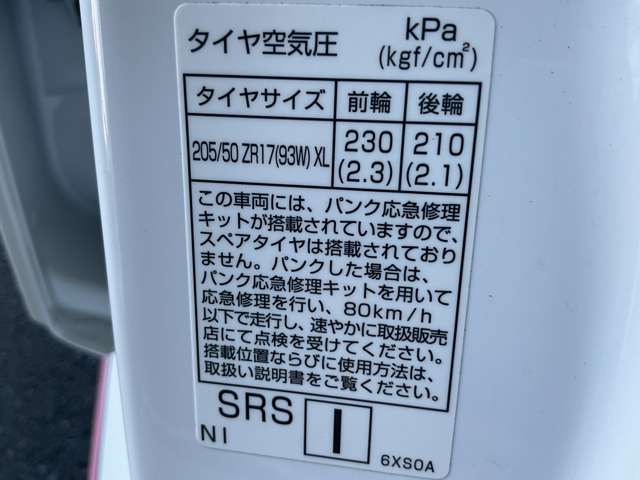 タイヤ空気圧 kPa
(kgf/cm²)
タイヤサイズ 前輪 後輪
205/50 ZR17(93W) XL 230 210
(2.3) (2.1)
この車両には、パンク応急修理
キットが搭載されていますので、
スペアタイヤは搭載されており
ません。パンクした場合は、
パンク応急修理キットを用いて
応急修理を行い、80km/h
以下で走行し、速やかに取扱販売
店にて点検を受けてください。
搭載位置ならびに使用方法は、
取扱い説明書をご覧ください。
SRS I
NI 6XS0A